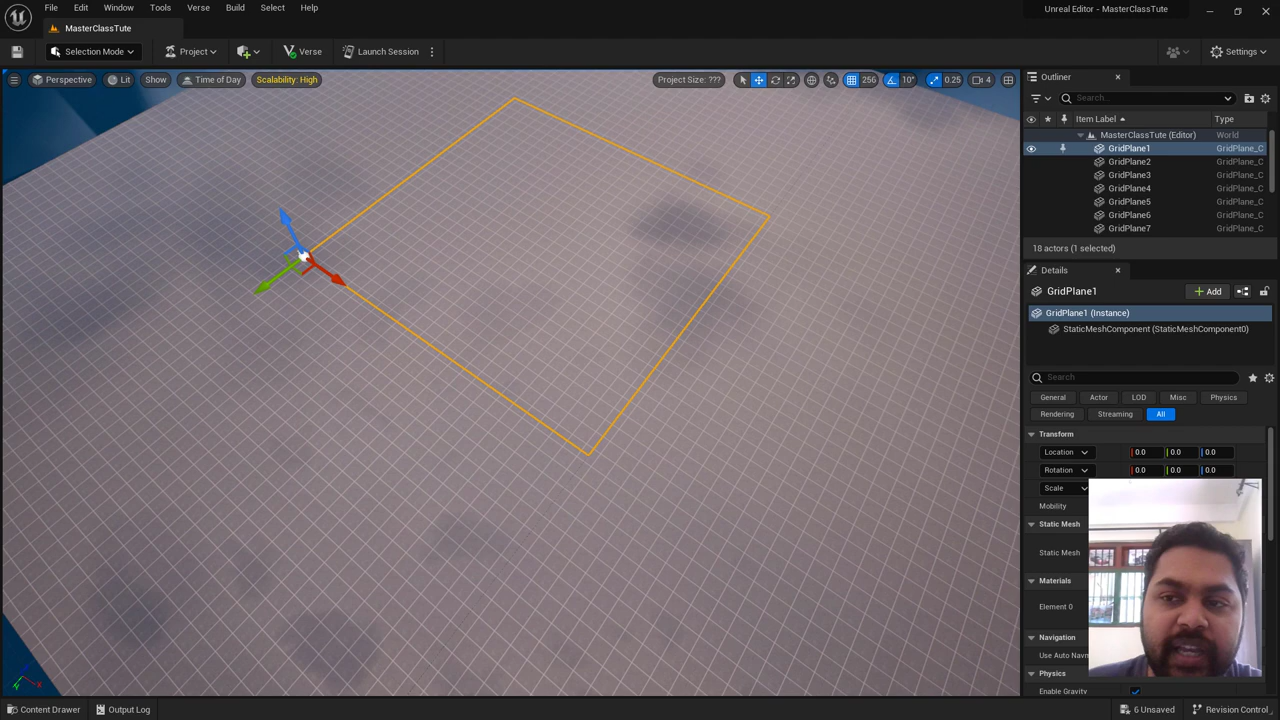 File Edit Window Tools Verse Build Select Help
Unreal Editor - MasterClassTute
MasterClassTute
Selection Mode Project Verse Launch Session Settings
Perspective Lit Show Time of Day Scalability: High Project Size: ??? 256 10° 0.25 4
Outliner
Search...
Item Label Type
MasterClassTute (Editor) World
GridPlane1 GridPlane_C
GridPlane2 GridPlane_C
GridPlane3 GridPlane_C
GridPlane4 GridPlane_C
GridPlane5 GridPlane_C
GridPlane6 GridPlane_C
GridPlane7 GridPlane_C
18 actors (1 selected)
Details
GridPlane1 Add
GridPlane1 (Instance)
StaticMeshComponent (StaticMeshComponent0)
Search
General Actor LOD Misc Physics
Rendering Streaming All
Transform
Location 0.0 0.0 0.0
Rotation 0.0 0.0 0.0
Scale
Mobility
Static Mesh
Static Mesh
Materials
Element 0
Navigation
Use Auto
Physics
Enable Gravity
Content Drawer Output Log 6 Unsaved Revision Control